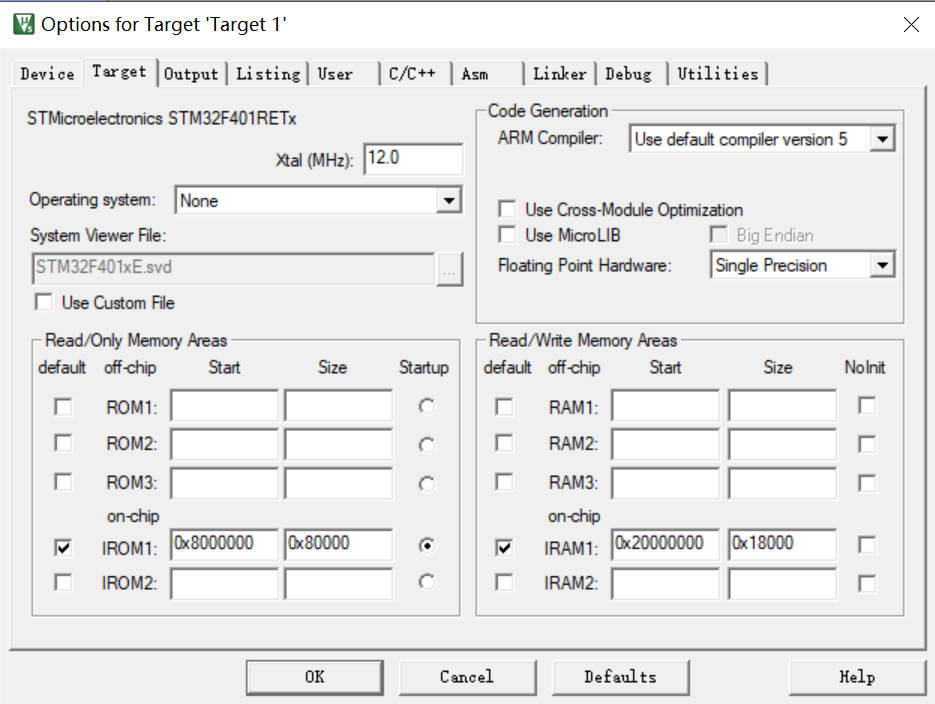 Options for Target 'Target 1'
Device Target Output Listing User C/C++ Asm Linker Debug Utilities
STMicroelectronics STM32F401RETx
Xtal (MHz): 12.0
Operating system: None
System Viewer File:
STM32F401xE.svd ...
Use Custom File
Code Generation
ARM Compiler: Use default compiler version 5
Use Cross-Module Optimization
Use MicroLIB Big Endian
Floating Point Hardware: Single Precision
Read/Only Memory Areas
default off-chip Start Size Startup
ROM1:
ROM2:
ROM3:
on-chip
IROM1: 0x8000000 0x80000
IROM2:
Read/Write Memory Areas
default off-chip Start Size NoInit
RAM1:
RAM2:
RAM3:
on-chip
IRAM1: 0x20000000 0x18000
IRAM2:
OK Cancel Defaults Help